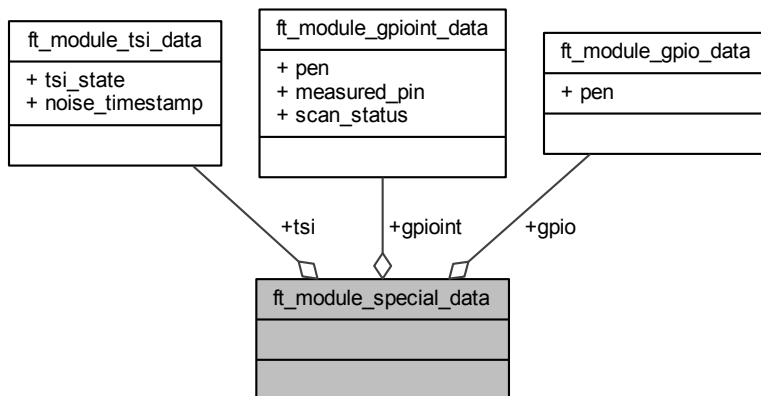 ft_module_tsi_data
+ tsi_state
+ noise_timestamp
ft_module_gpioint_data
+ pen
+ measured_pin
+ scan_status
ft_module_gpio_data
+ pen
+tsi
+gpioint
+gpio
ft_module_special_data